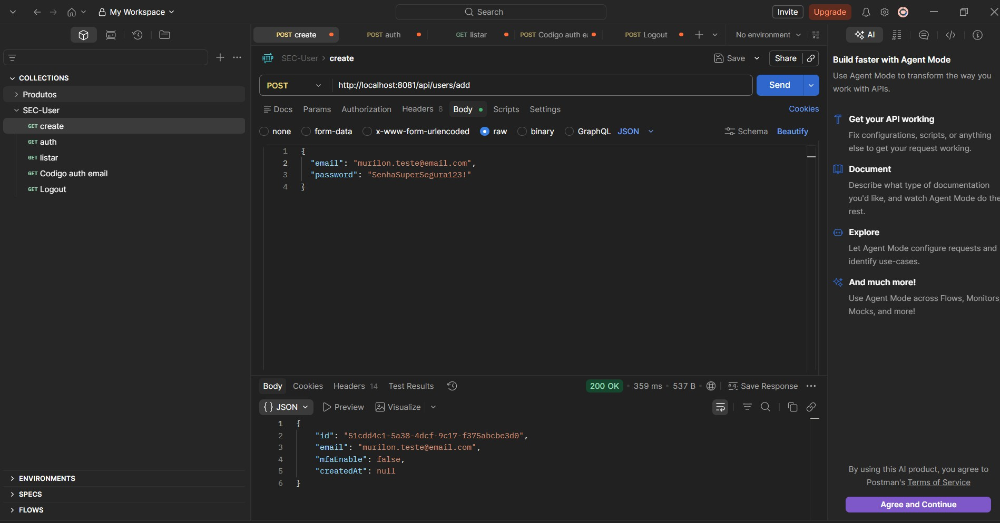 My Workspace
Search
Invite
Upgrade
POST create
POST auth
GET listar
POST Codigo auth e
POST Logout
No environment
AI
COLLECTIONS
Produtos
SEC-User
GET create
GET auth
GET listar
GET Codigo auth email
GET Logout
ENVIRONMENTS
SPECS
FLOWS
HTTP SEC-User > create
Save
Share
POST
http://localhost:8081/api/users/add
Send
Docs Params Authorization Headers 8 Body Scripts Settings
Cookies
none form-data x-www-form-urlencoded raw binary GraphQL JSON
Schema Beautify
1 {
2 "email": "murilon.teste@email.com",
3 "password": "SenhaSuperSegura123!"
4 }
Body Cookies Headers 14 Test Results
200 OK • 359 ms • 537 B
e.g. Save Response
{} JSON Preview Visualize
1 {
2 "id": "51cdd4c1-5a38-4dcf-9c17-f375abcbe3d0",
3 "email": "murilon.teste@email.com",
4 "mfaEnable": false,
5 "createdAt": null
6 }
Build faster with Agent Mode
Use Agent Mode to transform the way you
work with APIs.
Get your API working
Fix configurations, scripts, or anything
else to get your request working.
Document
Describe what type of documentation
you'd like, and watch Agent Mode do the
rest.
Explore
Let Agent Mode configure requests and
identify use-cases.
And much more!
Use Agent Mode across Flows, Monitors
Mocks, and more!
By using this AI product, you agree to
Postman's Terms of Service
Agree and Continue